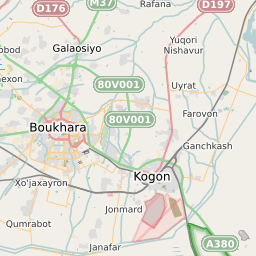 D176
M37
Rafana
D197
obod
Galaosiyo
Yuqori
Nishavur
exon
80V001
Uyrat
80V001
Farovon
Boukhara
Ganchkash
Kogon
Xo'jaxayron
Jonmard
Qumrabot
Janafar
A380